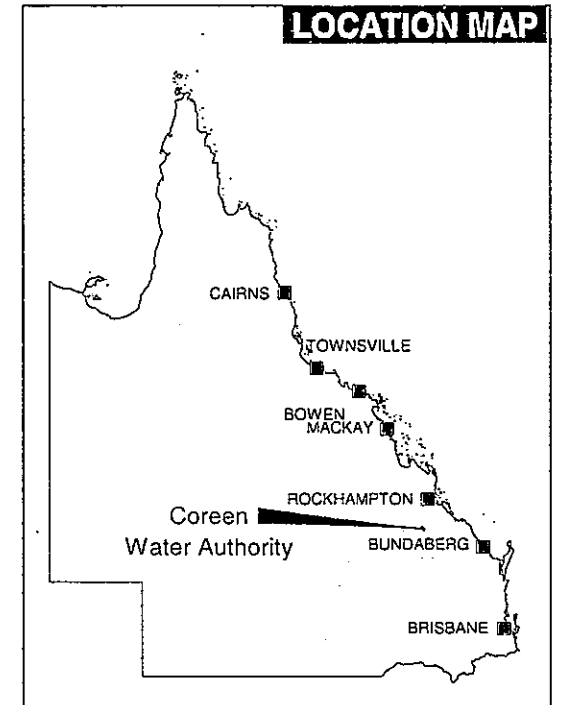 LOCATION MAP
CAIRNS
TOWNSVILLE
BOWEN
MACKAY
ROCKHAMPTON
Coreen
Water Authority
BUNDABERG
BRISBANE